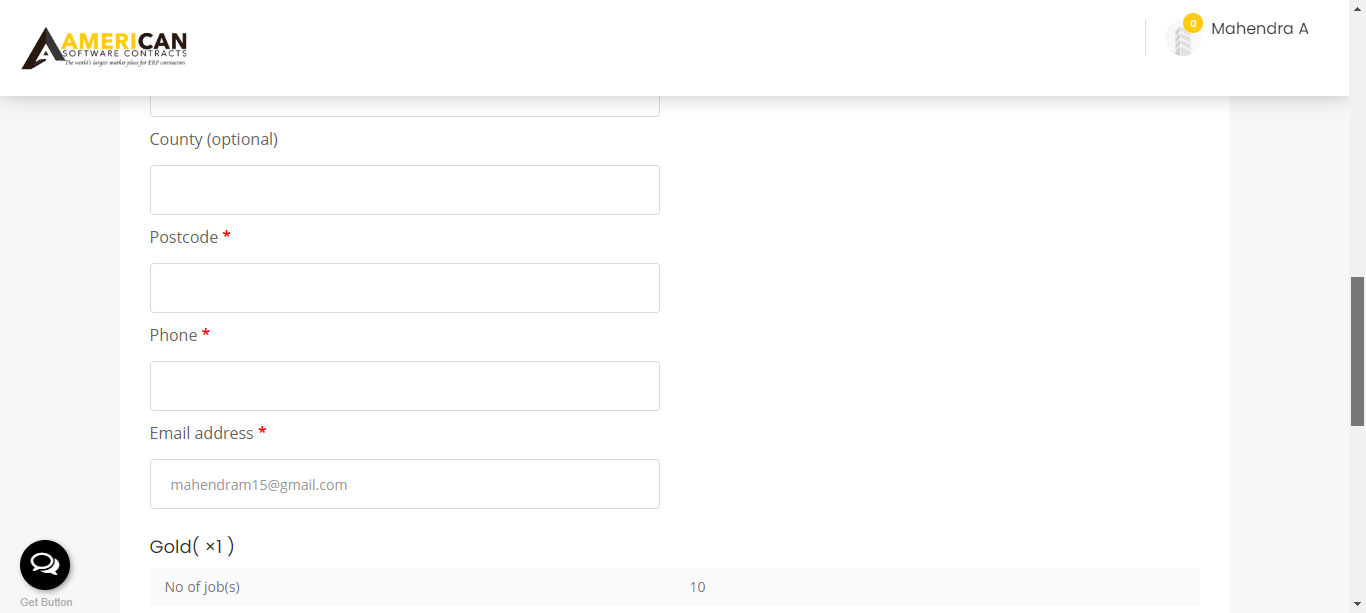 AMERICAN
SOFTWARE CONTRACTS
The world's largest market place for ERP contractors
0
Mahendra A
County (optional)
Postcode *
Phone *
Email address *
mahendram15@gmail.com
Gold( ×1 )
No of job(s) 10
Get Button